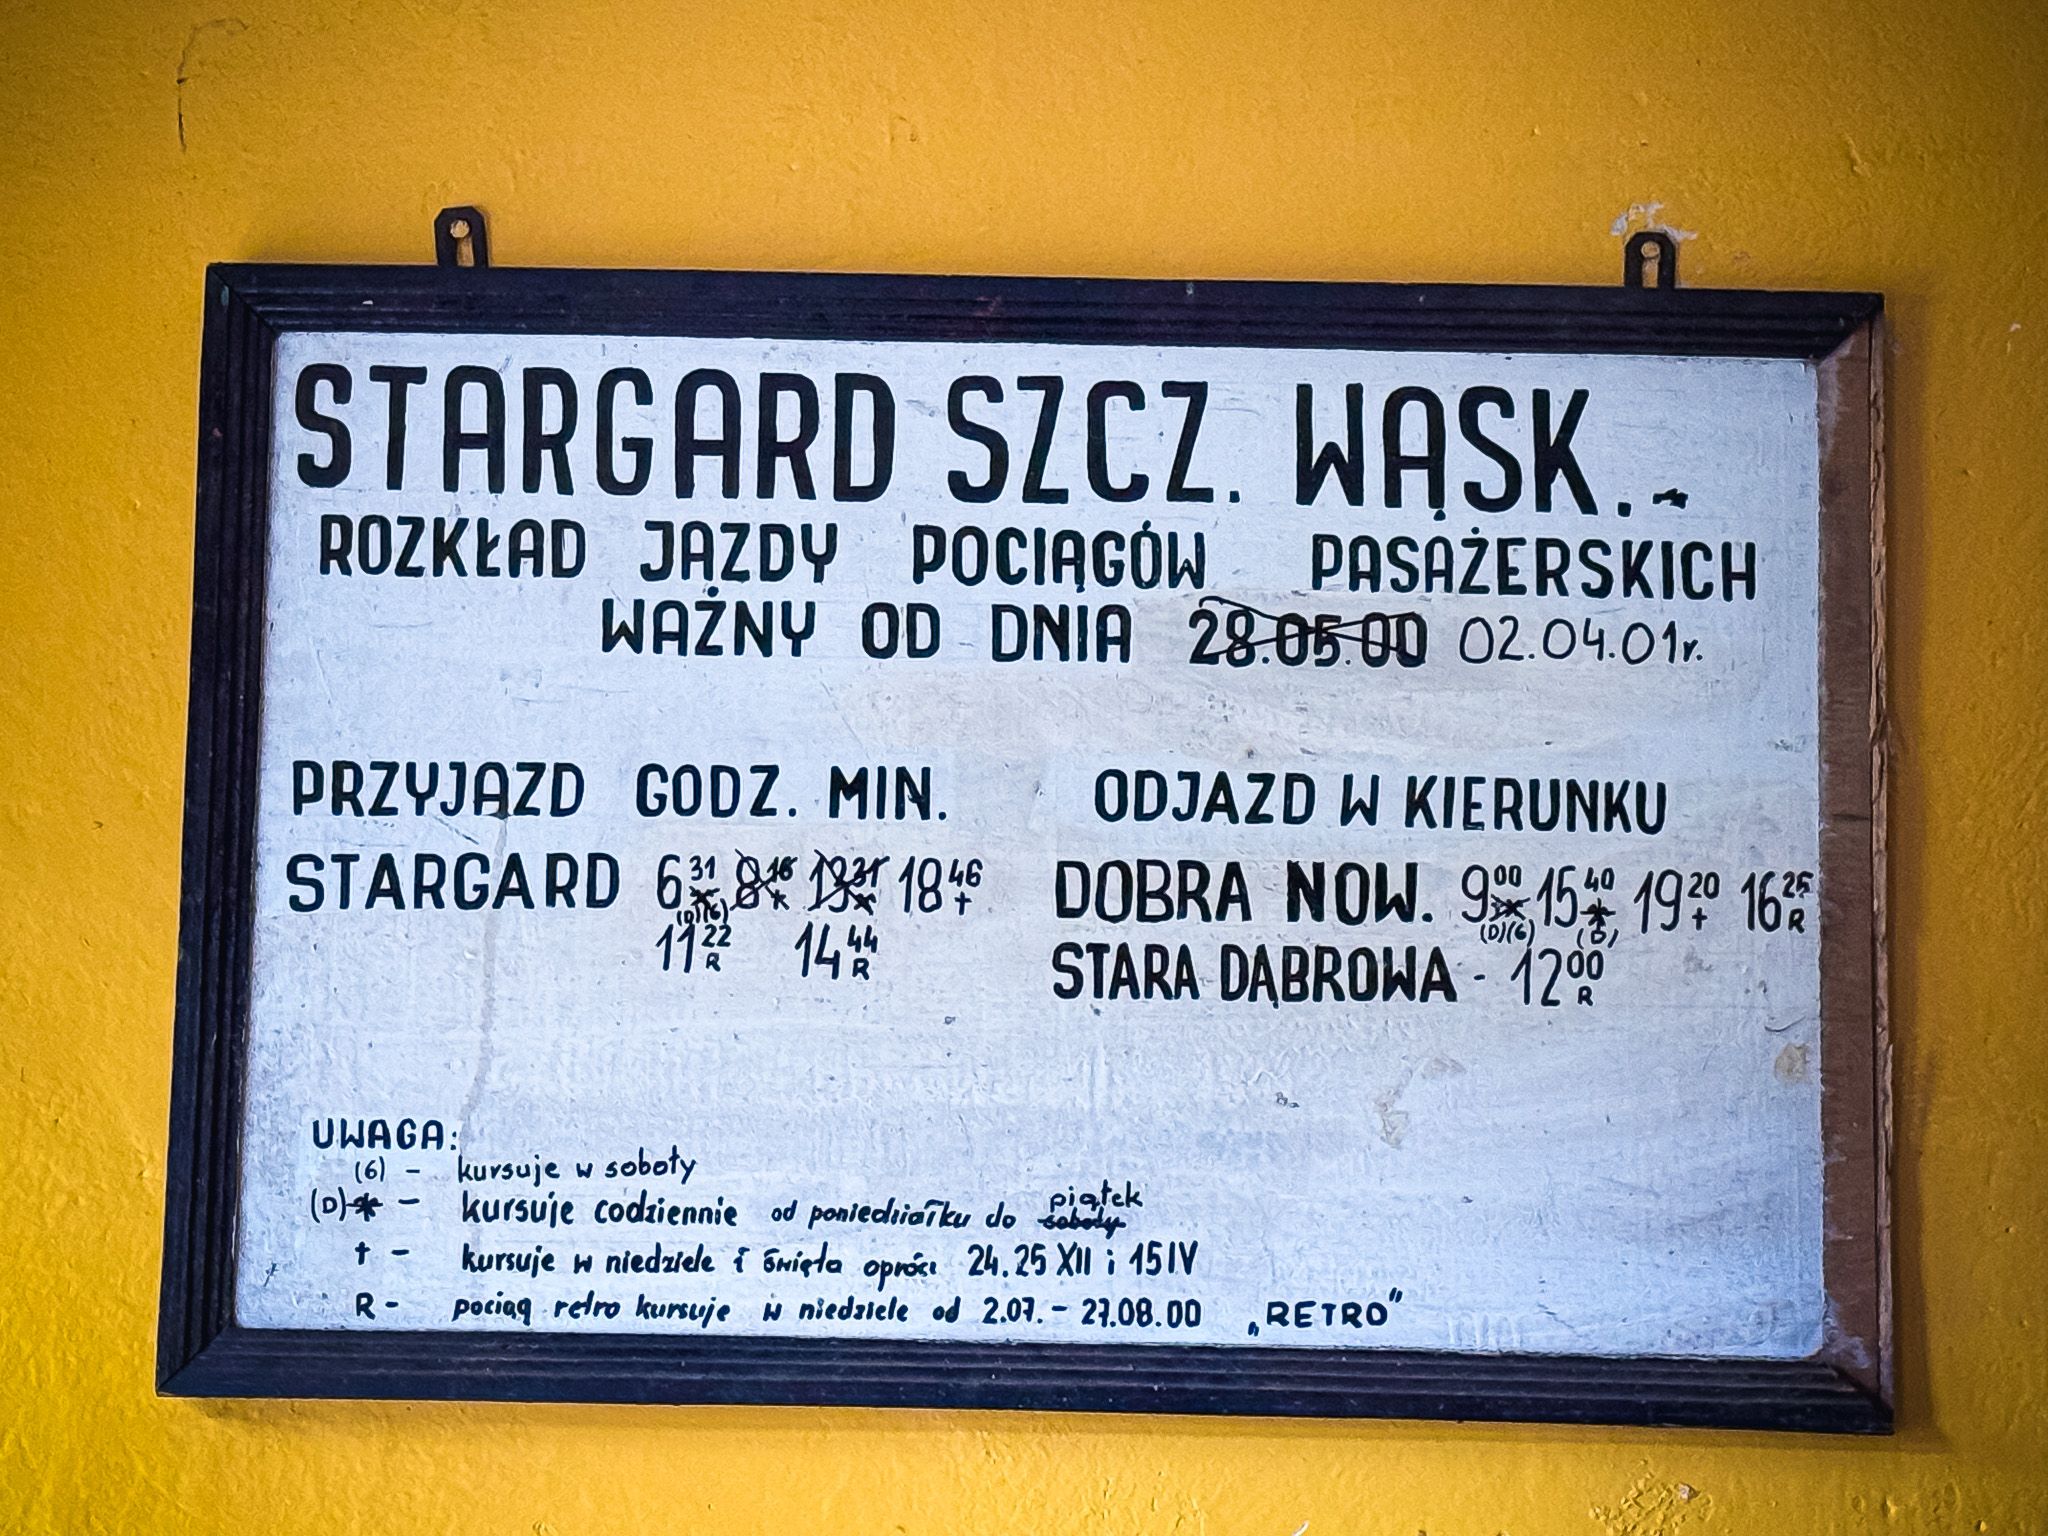 STARGARD SZCZ. WĄSK.
ROZKŁAD JAZDY POCIĄGÓW PASAŻERSKICH
WAŻNY OD DNIA 28.05.00 02.04.01r.
PRZYJAZD GODZ. MIN.
STARGARD 6 31 * 8 16 * 13 31 * 18 46 †
(D)(6)
11 22 R 14 44 R
ODJAZD W KIERUNKU
DOBRA NOW. 9 00 * 15 40 * 19 20 † 16 25 R
(D)(6) (D)
STARA DĄBROWA - 12 00 R
UWAGA:
(6) - kursuje w soboty
(D)* - kursuje codziennie od poniedziałku do soboty piątek
† - kursuje w niedziele i święta oprócz 24.25 XII i 15 IV
R - pociąg retro kursuje w niedziele od 2.07. - 27.08.00 „RETRO"